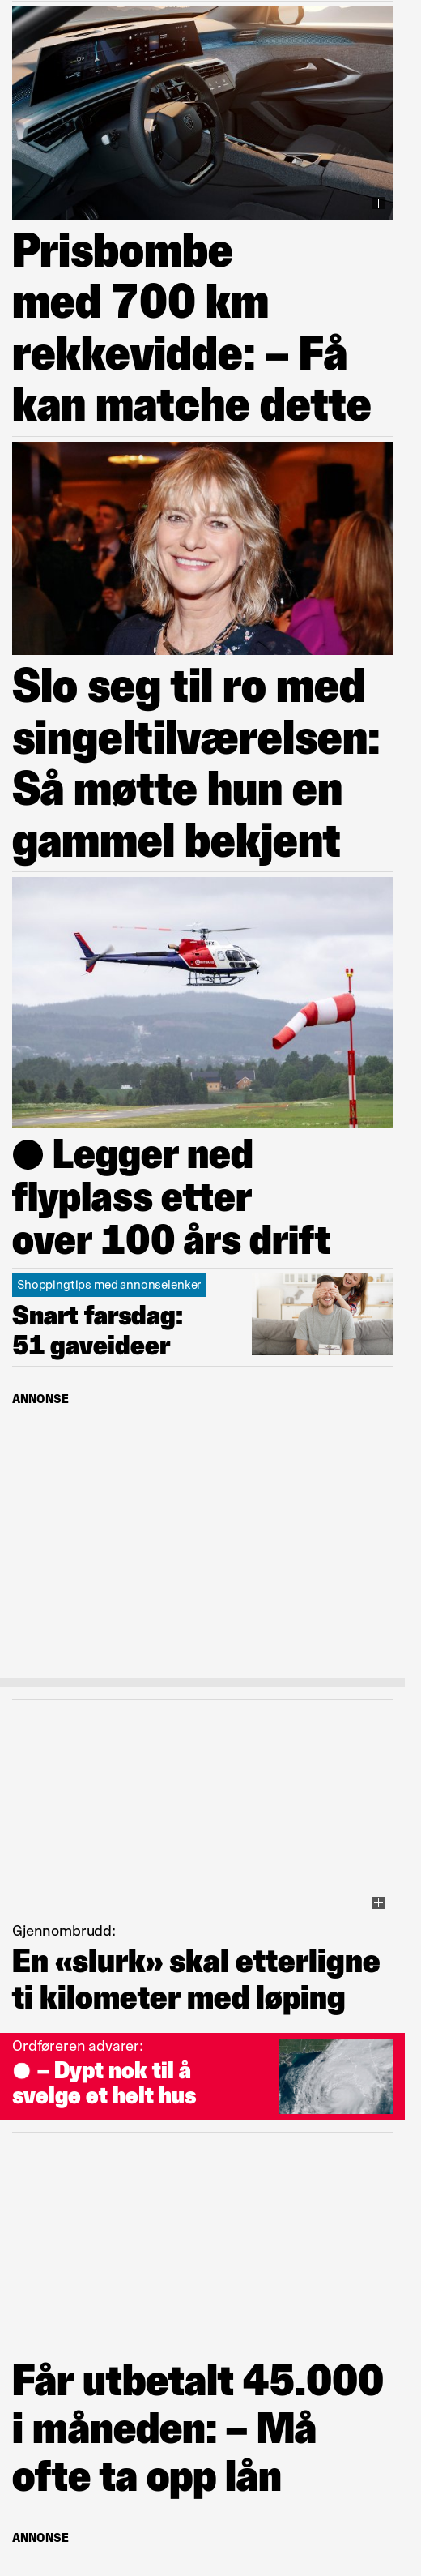 Prisbombe
med 700 km
rekkevidde: – Få
kan matche dette
Slo seg til ro med
singeltilværelsen:
Så møtte hun en
gammel bekjent
● Legger ned
flyplass etter
over 100 års drift
Shoppingtips med annonselenker
Snart farsdag:
51 gaveideer
ANNONSE
Gjennombrudd:
En «slurk» skal etterligne
ti kilometer med løping
Ordføreren advarer:
● – Dypt nok til å
svelge et helt hus
Får utbetalt 45.000
i måneden: – Må
ofte ta opp lån
ANNONSE